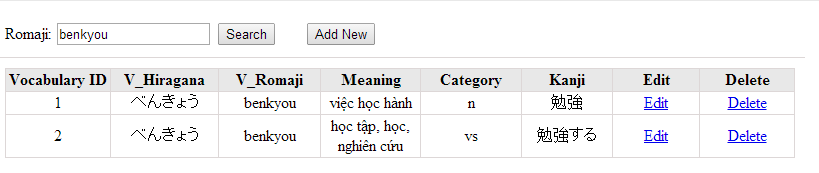 Romaji: benkyou Search Add New
Vocabulary ID V_Hiragana V_Romaji Meaning Category Kanji Edit Delete
1 べんきょう benkyou việc học hành n 勉強 Edit Delete
2 べんきょう benkyou học tập, học, nghiên cứu vs 勉強する Edit Delete